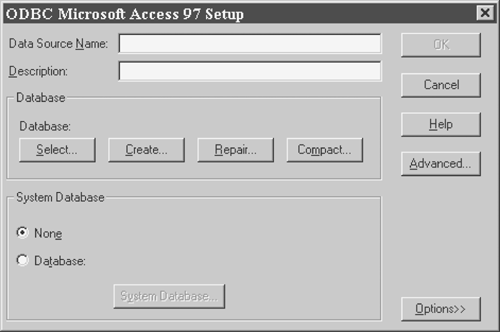 ODBC Microsoft Access 97 Setup
Data Source Name:
OK
Description:
Cancel
Database
Database:
Select...
Create...
Repair...
Compact...
Help
Advanced...
System Database
None
Database:
System Database...
Options>>